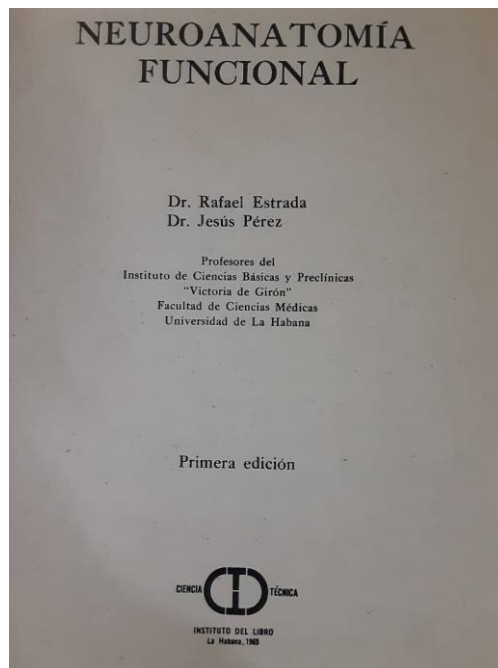 NEUROANATOMÍA
FUNCIONAL
Dr. Rafael Estrada
Dr. Jesús Pérez
Profesores del
Instituto de Ciencias Básicas y Preclínicas
"Victoria de Girón"
Facultad de Ciencias Médicas
Universidad de La Habana
Primera edición
CIENCIA TÉCNICA
INSTITUTO DEL LIBRO
La Habana, 1969